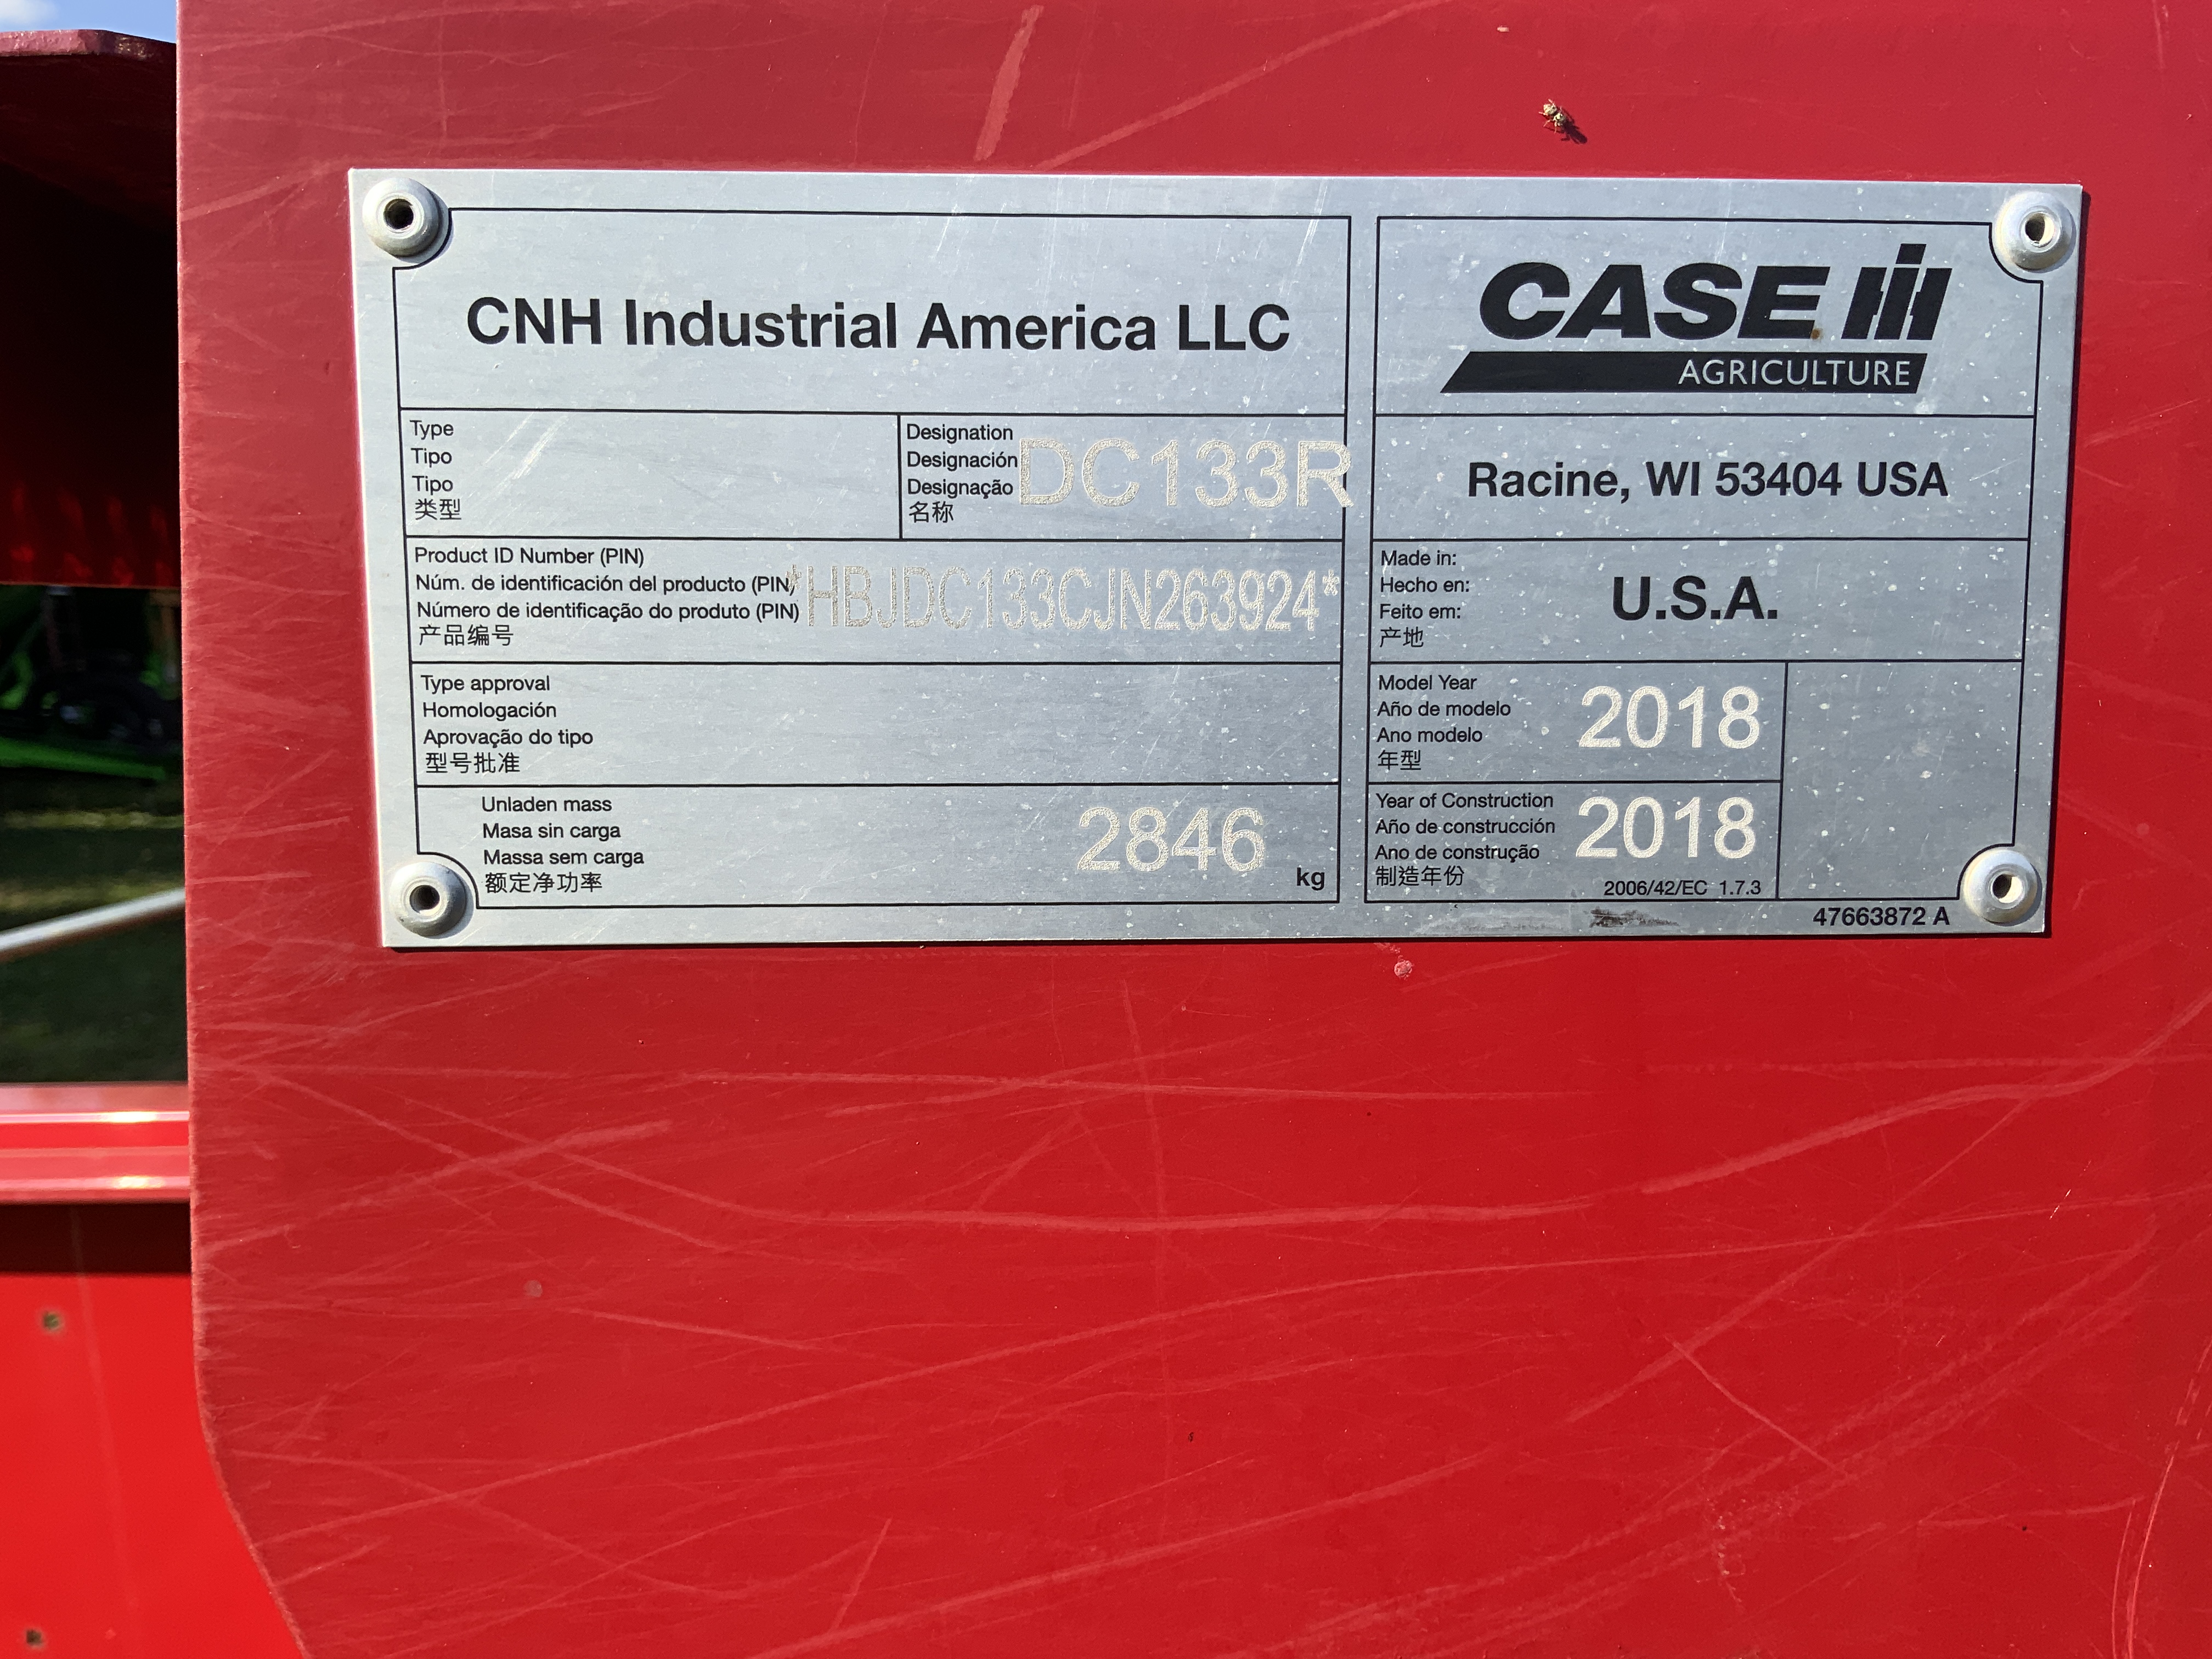 CNH Industrial America LLC
Type
Tipo
Tipo
类型
Designation
Designación
Designação
名称
DC133R
Product ID Number (PIN)
Núm. de identificación del producto (PIN)
Número de identificação do produto (PIN)
产品编号
*HBJDC133CJN263924*
Type approval
Homologación
Aprovação do tipo
型号批准
Unladen mass
Masa sin carga
Massa sem carga
额定净功率
2846
kg
CASE IH
AGRICULTURE
Racine, WI 53404 USA
Made in:
Hecho en:
Feito em:
产地
U.S.A.
Model Year
Año de modelo
Ano modelo
年型
2018
Year of Construction
Año de construcción
Ano de construção
制造年份
2018
2006/42/EC 1.7.3
47663872 A